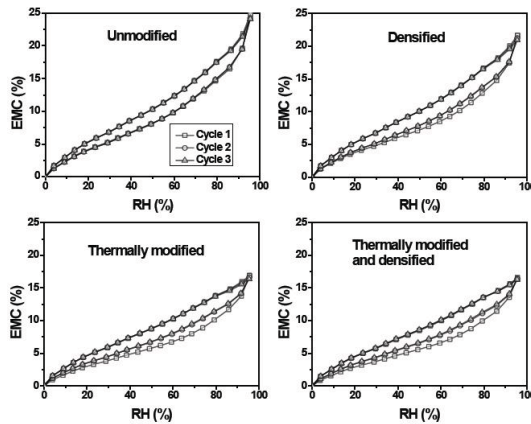 Unmodified
EMC (%)
25
20
15
10
5
0
Cycle 1
Cycle 2
Cycle 3
0 20 40 60 80 100
RH (%)
Densified
EMC (%)
25
20
15
10
5
0
0 20 40 60 80 100
RH (%)
Thermally modified
EMC (%)
25
20
15
10
5
0
0 20 40 60 80 100
RH (%)
Thermally modified
and densified
EMC (%)
25
20
15
10
5
0
0 20 40 60 80 100
RH (%)